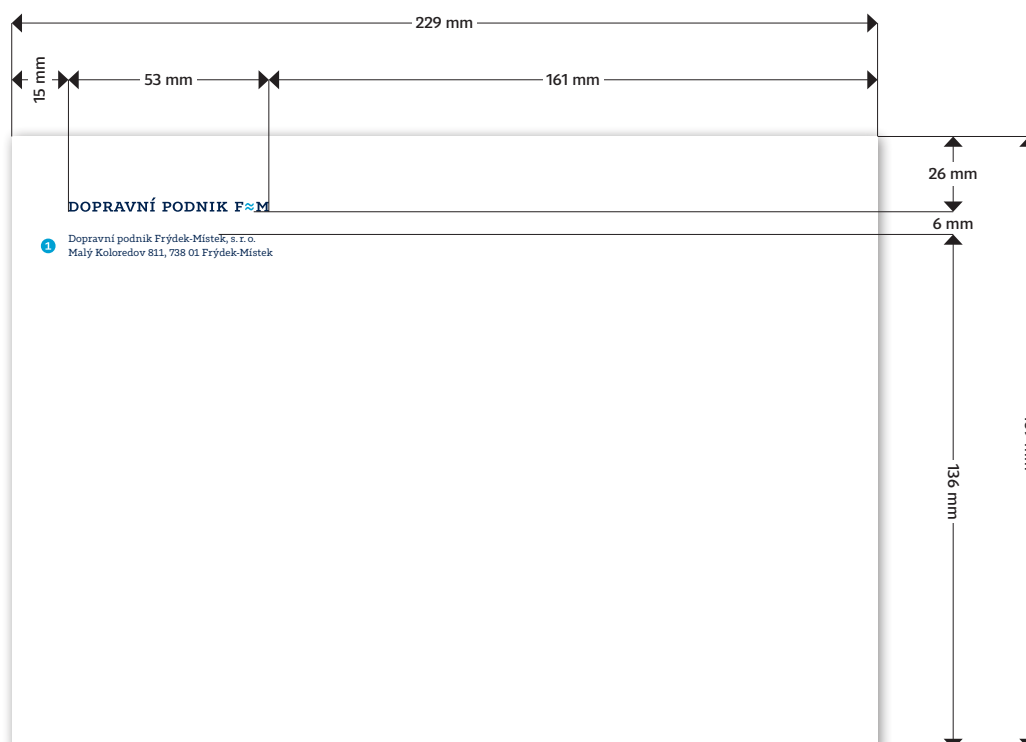 229 mm
15 mm
53 mm
161 mm
26 mm
DOPRAVNÍ PODNIK F≈M
6 mm
1
Dopravní podnik Frýdek-Místek, s. r. o.
Malý Koloredov 811, 738 01 Frýdek-Místek
136 mm